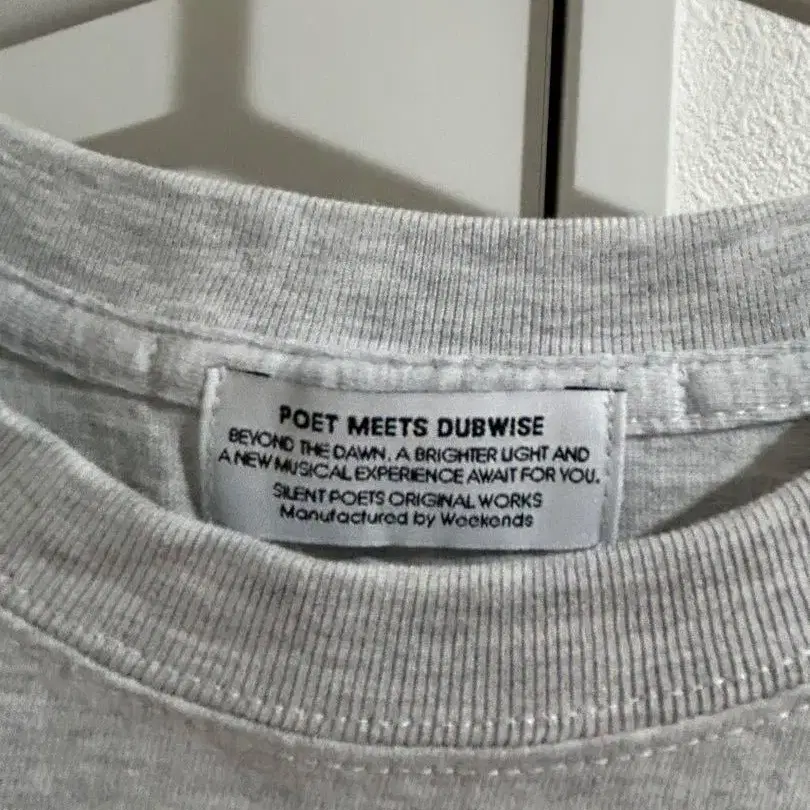 POET MEETS DUBWISE
BEYOND THE DAWN. A BRIGHTER LIGHT AND
A NEW MUSICAL EXPERIENCE AWAIT FOR YOU.
SILENT POETS ORIGINAL WORKS
Manufactured by Weekends